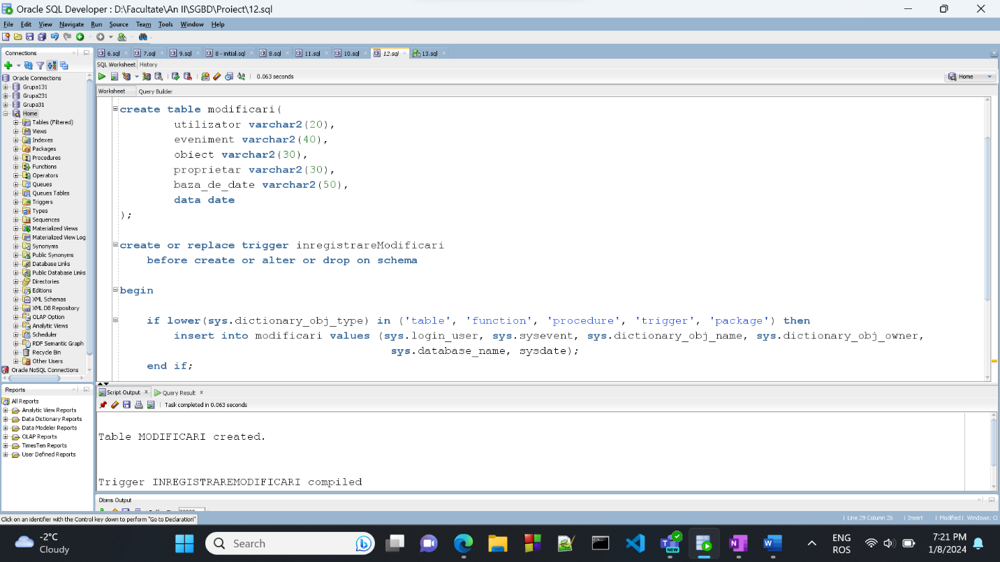 Oracle SQL Developer : D:\Facultate\An II\SGBD\Proiect\12.sql
File Edit View Navigate Run Source Team Tools Window Help
Connections
6.sql 7.sql 9.sql 8 - initial.sql 8.sql 11.sql 10.sql 12.sql 13.sql
SQL Worksheet History
0.063 seconds
Home
Worksheet Query Builder
Oracle Connections
Grupa131
Grupa231
Grupa31
Home
Tables (Filtered)
Views
Indexes
Packages
Procedures
Functions
Operators
Queues
Queues Tables
Triggers
Types
Sequences
Materialized Views
Materialized View Log
Synonyms
Public Synonyms
Database Links
Public Database Links
Directories
Editions
XML Schemas
XML DB Repository
OLAP Option
Analytic Views
Scheduler
RDF Semantic Graph
Recycle Bin
Other Users
Oracle NoSQL Connections
create table modificari(
utilizator varchar2(20),
eveniment varchar2(40),
obiect varchar2(30),
proprietar varchar2(30),
baza_de_date varchar2(50),
data date
);
create or replace trigger inregistrareModificari
before create or alter or drop on schema
begin
if lower(sys.dictionary_obj_type) in ('table', 'function', 'procedure', 'trigger', 'package') then
insert into modificari values (sys.login_user, sys.sysevent, sys.dictionary_obj_name, sys.dictionary_obj_owner,
sys.database_name, sysdate);
end if;
Reports
All Reports
Analytic View Reports
Data Dictionary Reports
Data Modeler Reports
OLAP Reports
TimesTen Reports
User Defined Reports
Script Output Query Result
Task completed in 0.063 seconds
Table MODIFICARI created.
Trigger INREGISTRAREMODIFICARI compiled
Dbms Output
Click on an identifier with the Control key down to perform "Go to Declaration"
Line 29 Column 26 Insert Modified Windows: C
-2°C
Cloudy
Search
NEW
ENG
ROS
7:21 PM
1/8/2024